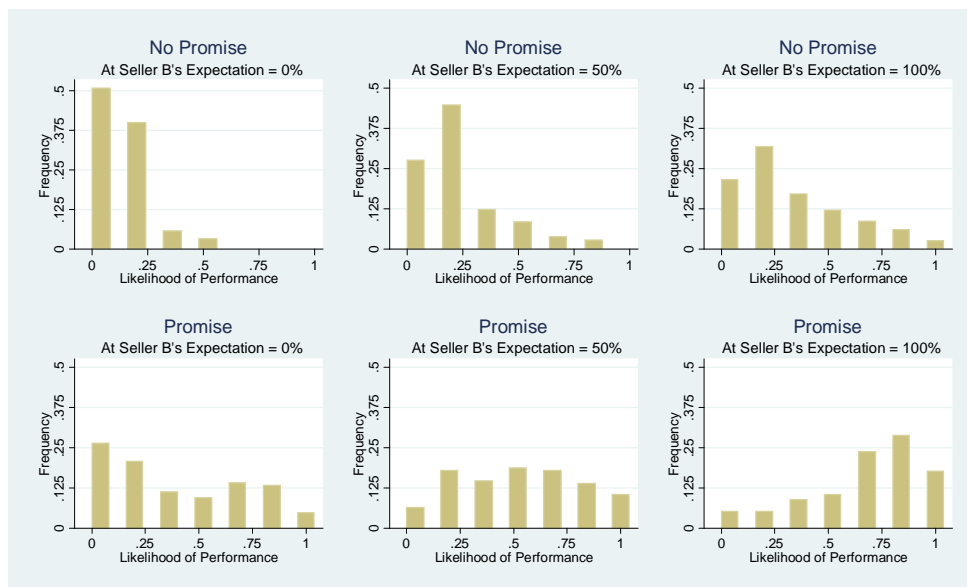 No Promise
At Seller B's Expectation = 0%
.5
.375
.25
.125
0
Frequency
0 .25 .5 .75 1
Likelihood of Performance
No Promise
At Seller B's Expectation = 50%
.5
.375
.25
.125
0
Frequency
0 .25 .5 .75 1
Likelihood of Performance
No Promise
At Seller B's Expectation = 100%
.5
.375
.25
.125
0
Frequency
0 .25 .5 .75 1
Likelihood of Performance
Promise
At Seller B's Expectation = 0%
.5
.375
.25
.125
0
Frequency
0 .25 .5 .75 1
Likelihood of Performance
Promise
At Seller B's Expectation = 50%
.5
.375
.25
.125
0
Frequency
0 .25 .5 .75 1
Likelihood of Performance
Promise
At Seller B's Expectation = 100%
.5
.375
.25
.125
0
Frequency
0 .25 .5 .75 1
Likelihood of Performance